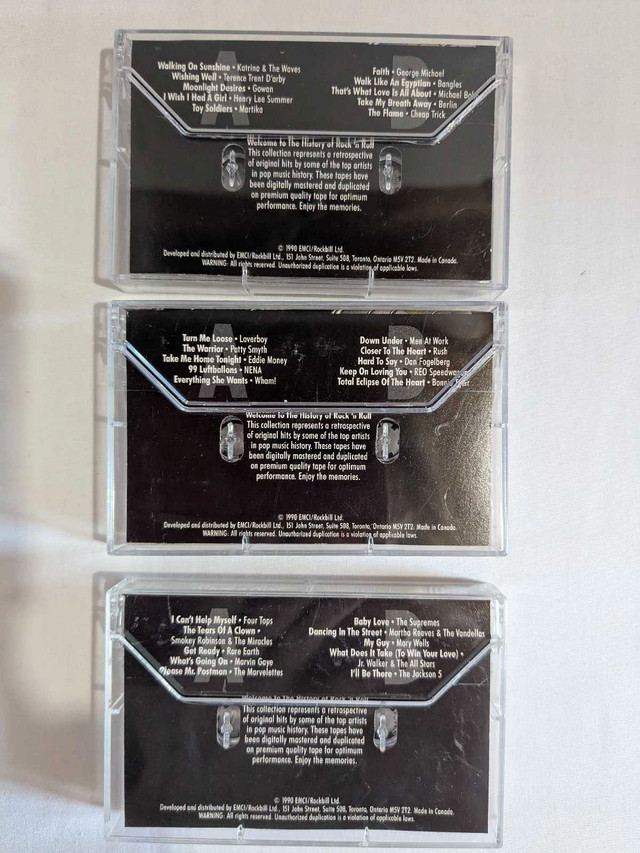 A B
Walking On Sunshine • Katrina & The Waves
Wishing Well • Terence Trent D'arby
Moonlight Desires • Gowan
I Wish I Had A Girl • Henry Lee Summer
Toy Soldiers • Martika
Faith • George Michael
Walk Like An Egyptian • Bangles
That's What Love Is All About • Michael
Take My Breath Away • Berlin
The Flame • Cheap Trick
Welcome to The History of Rock 'n Roll
This collection represents a retrospective
of original hits by some of the top artists
in pop music history. These tapes have
been digitally mastered and duplicated
on premium quality tape for optimum
performance. Enjoy the memories.
© 1990 EMCI/Rockbill Ltd.
Developed and distributed by EMCI/Rockbill Ltd., 151 John Street, Suite 508, Toronto, Ontario M5V 2T2. Made in Canada.
WARNING: All rights reserved. Unauthorized duplication is a violation of applicable laws.
A B
Turn Me Loose • Loverboy
The Warrior • Patty Smyth
Take Me Home Tonight • Eddie Money
99 Luftballons • NENA
Everything She Wants • Wham!
Down Under • Men At Work
Closer To The Heart • Rush
Hard To Say • Dan Fogelberg
Keep On Loving You • REO Speedwagon
Total Eclipse Of The Heart • Bonnie Tyler
Welcome to The History of Rock 'n Roll
This collection represents a retrospective
of original hits by some of the top artists
in pop music history. These tapes have
been digitally mastered and duplicated
on premium quality tape for optimum
performance. Enjoy the memories.
© 1990 EMCI/Rockbill Ltd.
Developed and distributed by EMCI/Rockbill Ltd., 151 John Street, Suite 508, Toronto, Ontario M5V 2T2. Made in Canada.
WARNING: All rights reserved. Unauthorized duplication is a violation of applicable laws.
A B
I Can't Help Myself • Four Tops
The Tears Of A Clown •
Smokey Robinson & The Miracles
Get Ready • Rare Earth
What's Going On • Marvin Gaye
Please Mr. Postman • The Marvelettes
Baby Love • The Supremes
Dancing In The Street • Martha Reeves & The Vandellas
My Guy • Mary Wells
What Does It Take (To Win Your Love) •
Jr. Walker & The All Stars
I'll Be There • The Jackson 5
Welcome to The History of Rock 'n Roll
This collection represents a retrospective
of original hits by some of the top artists
in pop music history. These tapes have
been digitally mastered and duplicated
on premium quality tape for optimum
performance. Enjoy the memories.
© 1990 EMCI/Rockbill Ltd.
Developed and distributed by EMCI/Rockbill Ltd., 151 John Street, Suite 508, Toronto, Ontario M5V 2T2. Made in Canada.
WARNING: All rights reserved. Unauthorized duplication is a violation of applicable laws.